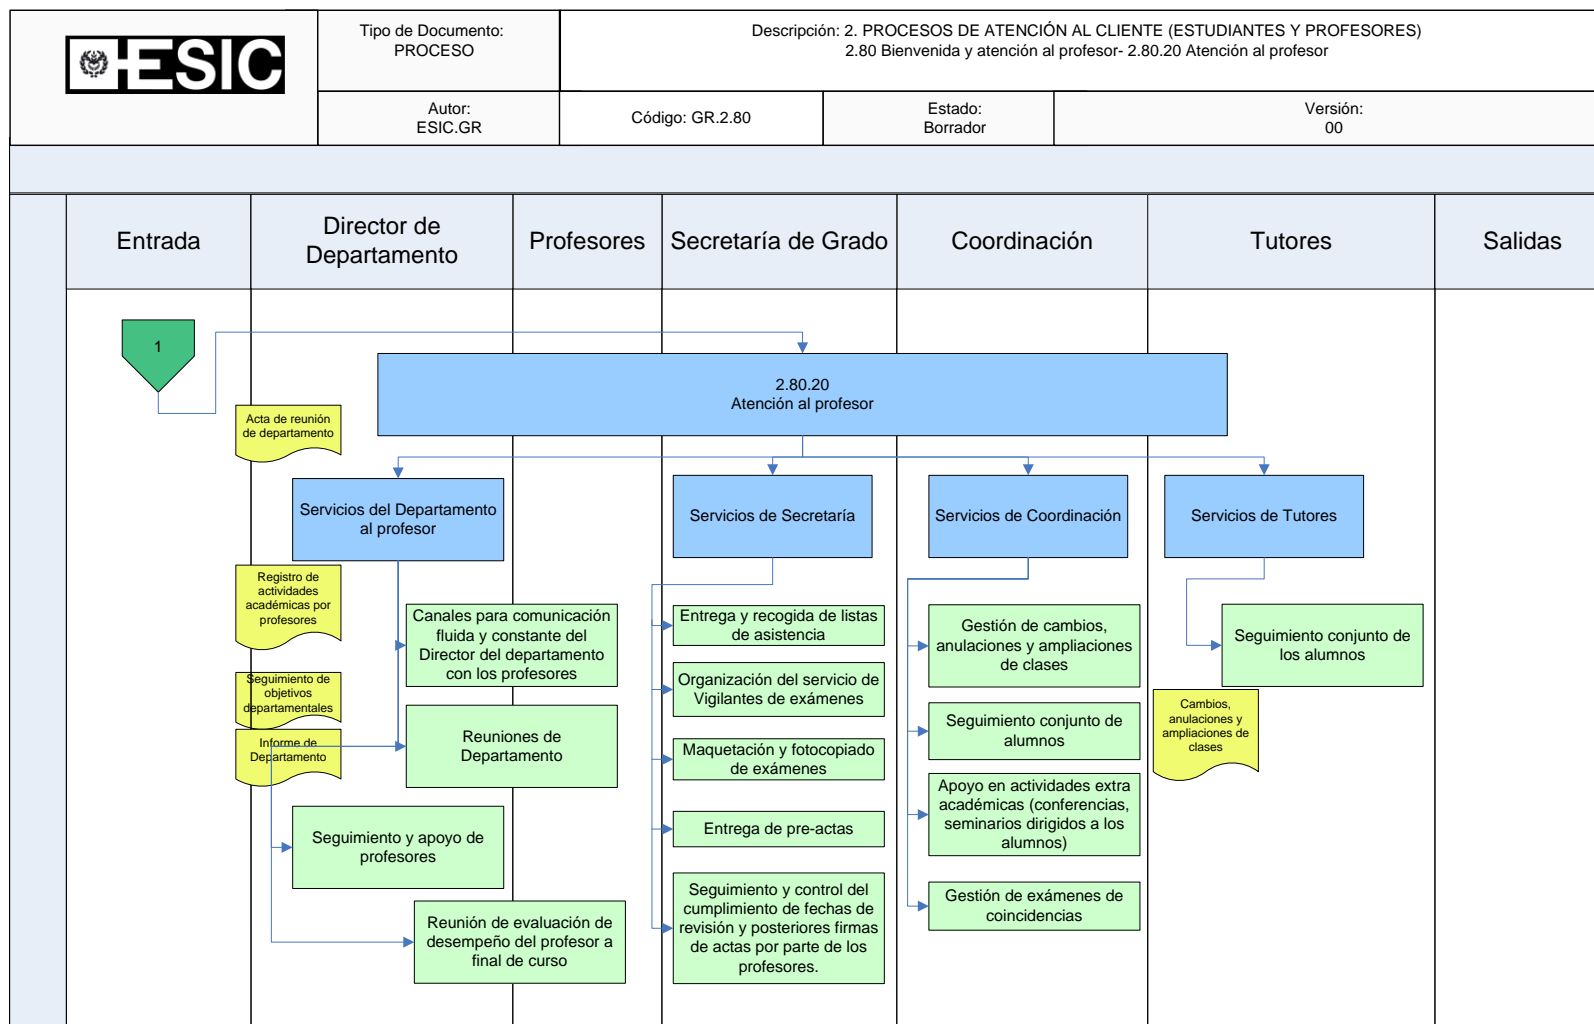 ESIC
Tipo de Documento:
PROCESO
Descripción: 2. PROCESOS DE ATENCIÓN AL CLIENTE (ESTUDIANTES Y PROFESORES)
2.80 Bienvenida y atención al profesor- 2.80.20 Atención al profesor
Autor:
ESIC.GR
Código: GR.2.80
Estado:
Borrador
Versión:
00
Entrada
Director de
Departamento
Profesores
Secretaría de Grado
Coordinación
Tutores
Salidas
1
2.80.20
Atención al profesor
Acta de reunión
de departamento
Servicios del Departamento
al profesor
Servicios de Secretaría
Servicios de Coordinación
Servicios de Tutores
Registro de
actividades
académicas por
profesores
Canales para comunicación
fluida y constante del
Director del departamento
con los profesores
Entrega y recogida de listas
de asistencia
Gestión de cambios,
anulaciones y ampliaciones
de clases
Seguimiento conjunto de
los alumnos
Seguimiento de
objetivos
departamentales
Organización del servicio de
Vigilantes de exámenes
Cambios,
anulaciones y
ampliaciones de
clases
Informe de
Departamento
Reuniones de
Departamento
Maquetación y fotocopiado
de exámenes
Seguimiento conjunto de
alumnos
Seguimiento y apoyo de
profesores
Entrega de pre-actas
Apoyo en actividades extra
académicas (conferencias,
seminarios dirigidos a los
alumnos)
Reunión de evaluación de
desempeño del profesor a
final de curso
Seguimiento y control del
cumplimiento de fechas de
revisión y posteriores firmas
de actas por parte de los
profesores.
Gestión de exámenes de
coincidencias